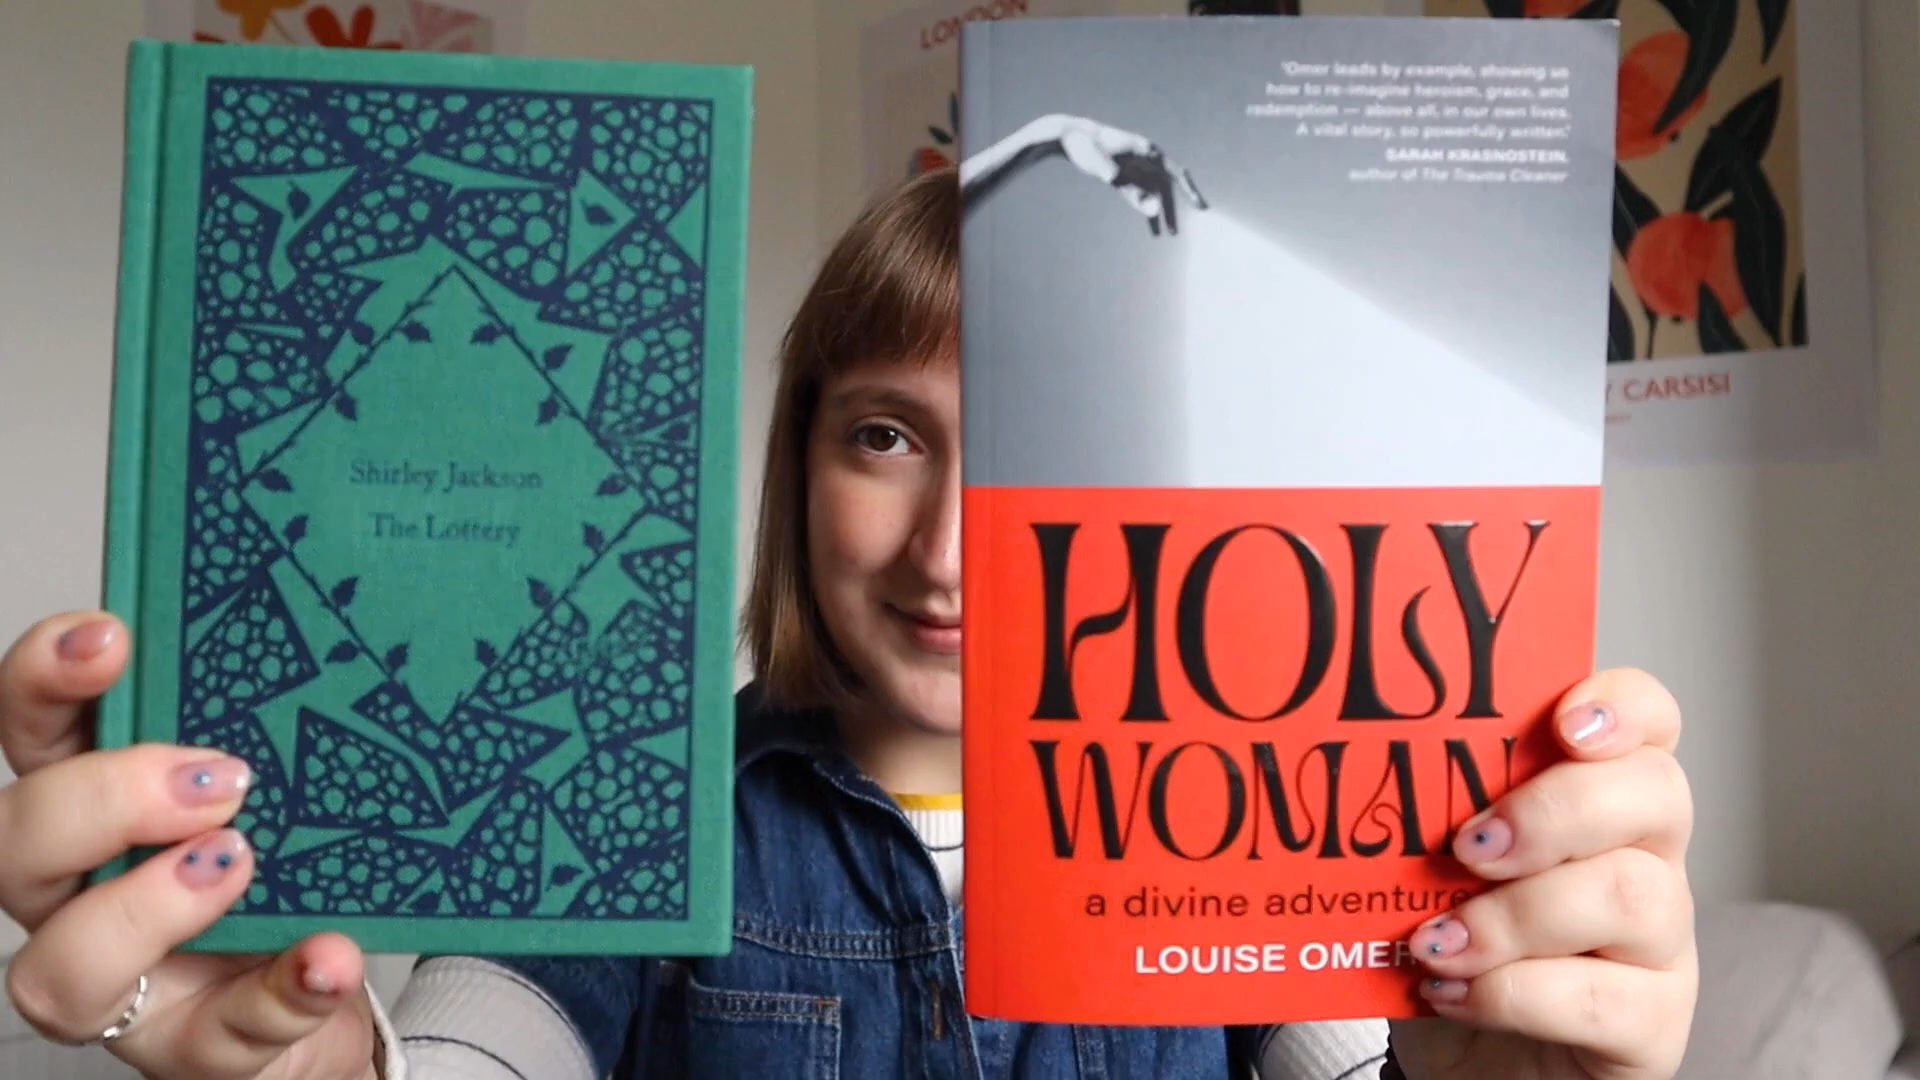 Shirley Jackson
The Lottery
LONDON
'Omer leads by example, showing us
how to re-imagine heroism, grace, and
redemption — above all, in our own lives.
A vital story, so powerfully written.'
SARAH KRASNOSTEIN,
author of The Trauma Cleaner
HOLY
WOMAN
a divine adventure
LOUISE OMER
Y CARSISI